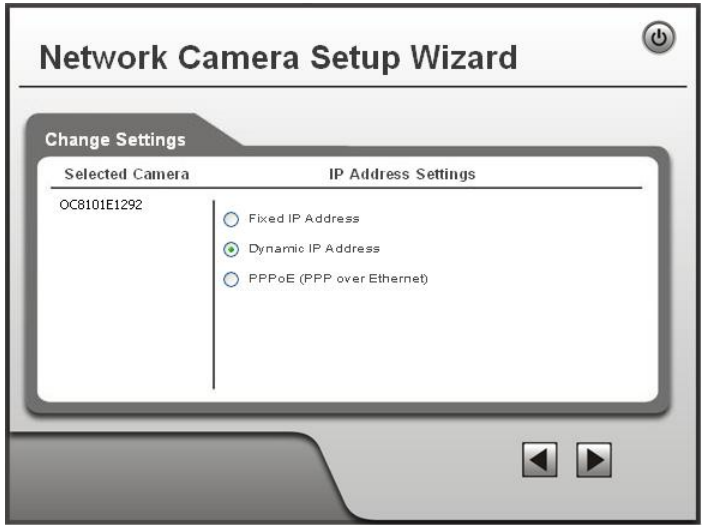 Network Camera Setup Wizard
Change Settings
Selected Camera
IP Address Settings
OC8101E1292
Fixed IP Address
Dynamic IP Address
PPPoE (PPP over Ethernet)